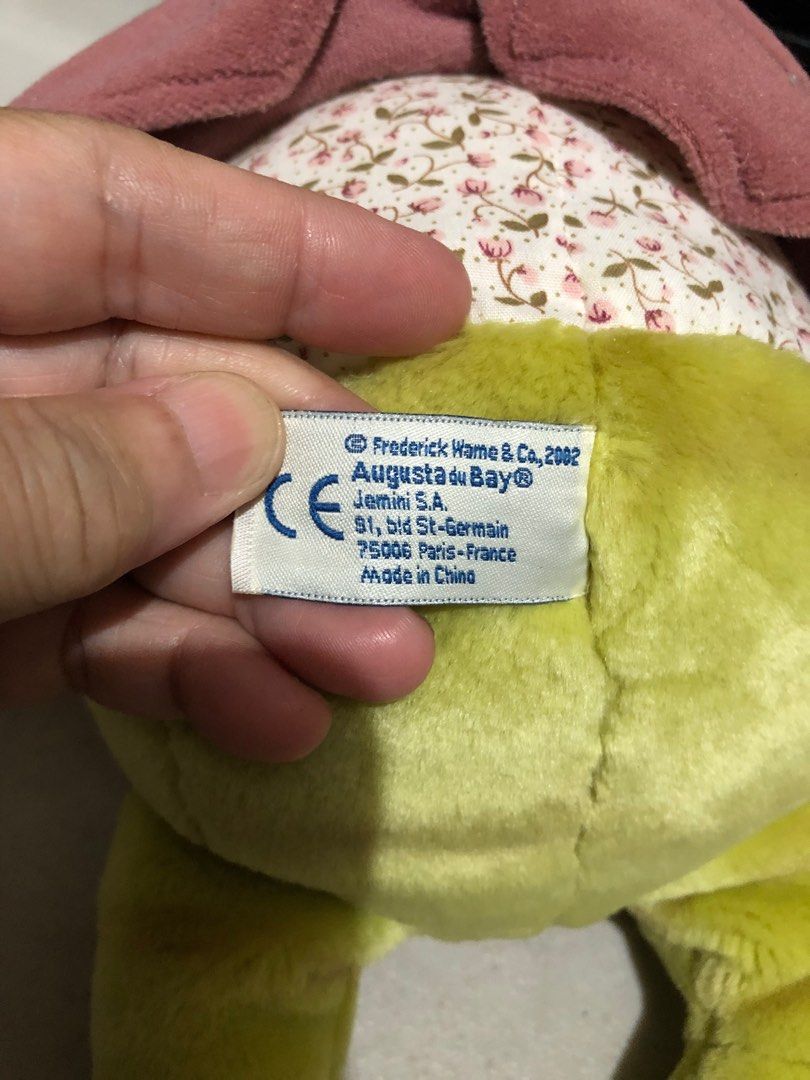 © Frederick Warne & Co., 2002
Augusta du Bay®
Jemini S.A.
91, bld St-Germain
75006 Paris-France
Made in China
CE